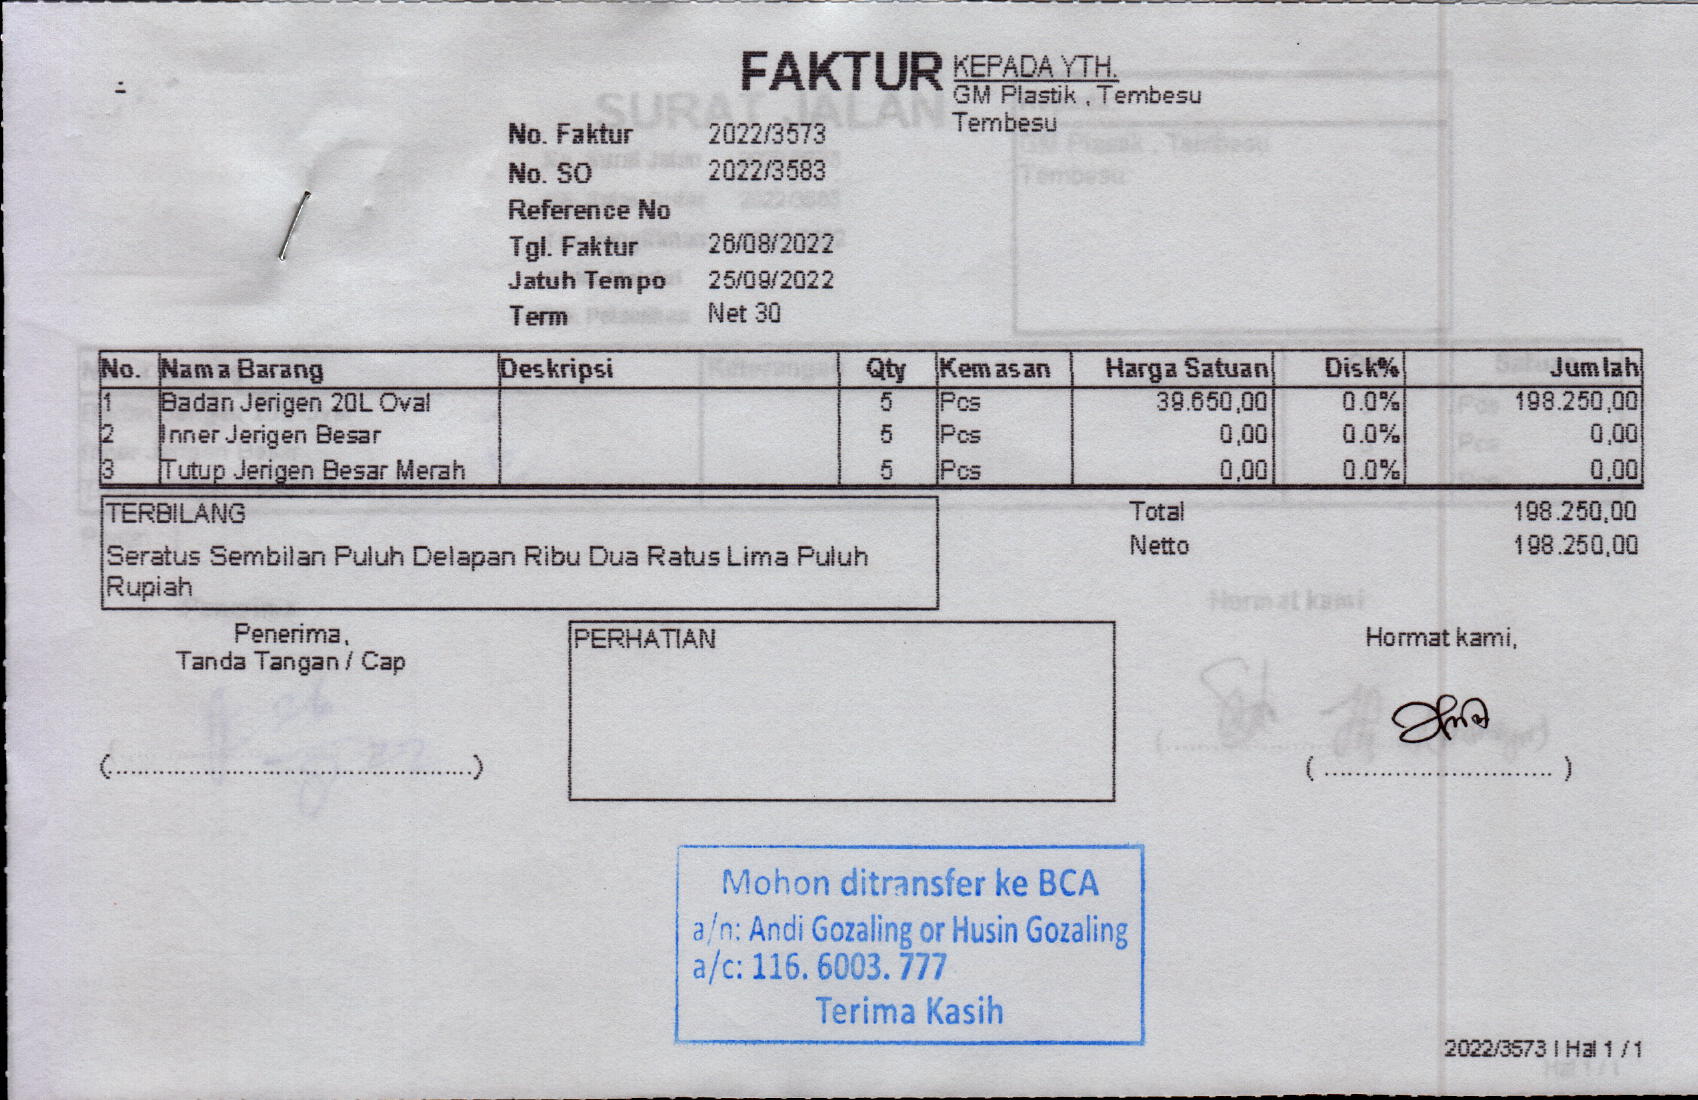 FAKTUR
KEPADA YTH.
GM Plastik , Tembesu
Tembesu
No. Faktur 2022/3573
No. SO 2022/3583
Reference No
Tgl. Faktur 26/08/2022
Jatuh Tempo 25/09/2022
Term Net 30
No. Nama Barang Deskripsi Qty Kemasan Harga Satuan Disk% Jumlah
1 Badan Jerigen 20L Oval 5 Pcs 39.650,00 0.0% 198.250,00
2 Inner Jerigen Besar 5 Pcs 0,00 0.0% 0,00
3 Tutup Jerigen Besar Merah 5 Pcs 0,00 0.0% 0,00
TERBILANG
Seratus Sembilan Puluh Delapan Ribu Dua Ratus Lima Puluh
Rupiah
Total 198.250,00
Netto 198.250,00
Penerima,
Tanda Tangan / Cap
(................................................)
PERHATIAN
Hormat kami,
( ............................. )
Mohon ditransfer ke BCA
a/n: Andi Gozaling or Husin Gozaling
a/c: 116. 6003. 777
Terima Kasih
2022/3573 | Hal 1 / 1